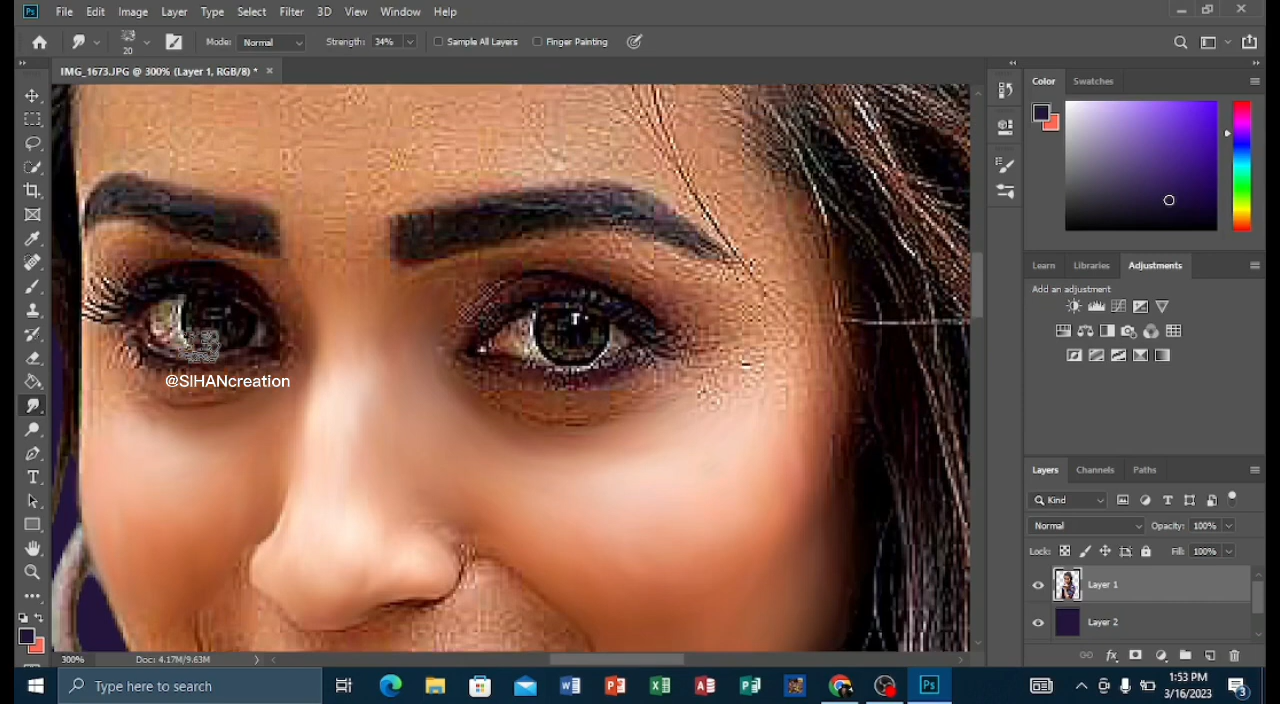 Ps File Edit Image Layer Type Select Filter 3D View Window Help
20 Mode: Normal Strength: 34% Sample All Layers Finger Painting
IMG_1673.JPG @ 300% (Layer 1, RGB/8) *
Color Swatches
@SIHANcreation
Learn Libraries Adjustments
Add an adjustment
Layers Channels Paths
Kind
Normal Opacity: 100%
Lock: Fill: 100%
Layer 1
Layer 2
300% Doc: 4.17M/9.63M
Type here to search
1:53 PM
3/16/2023
3